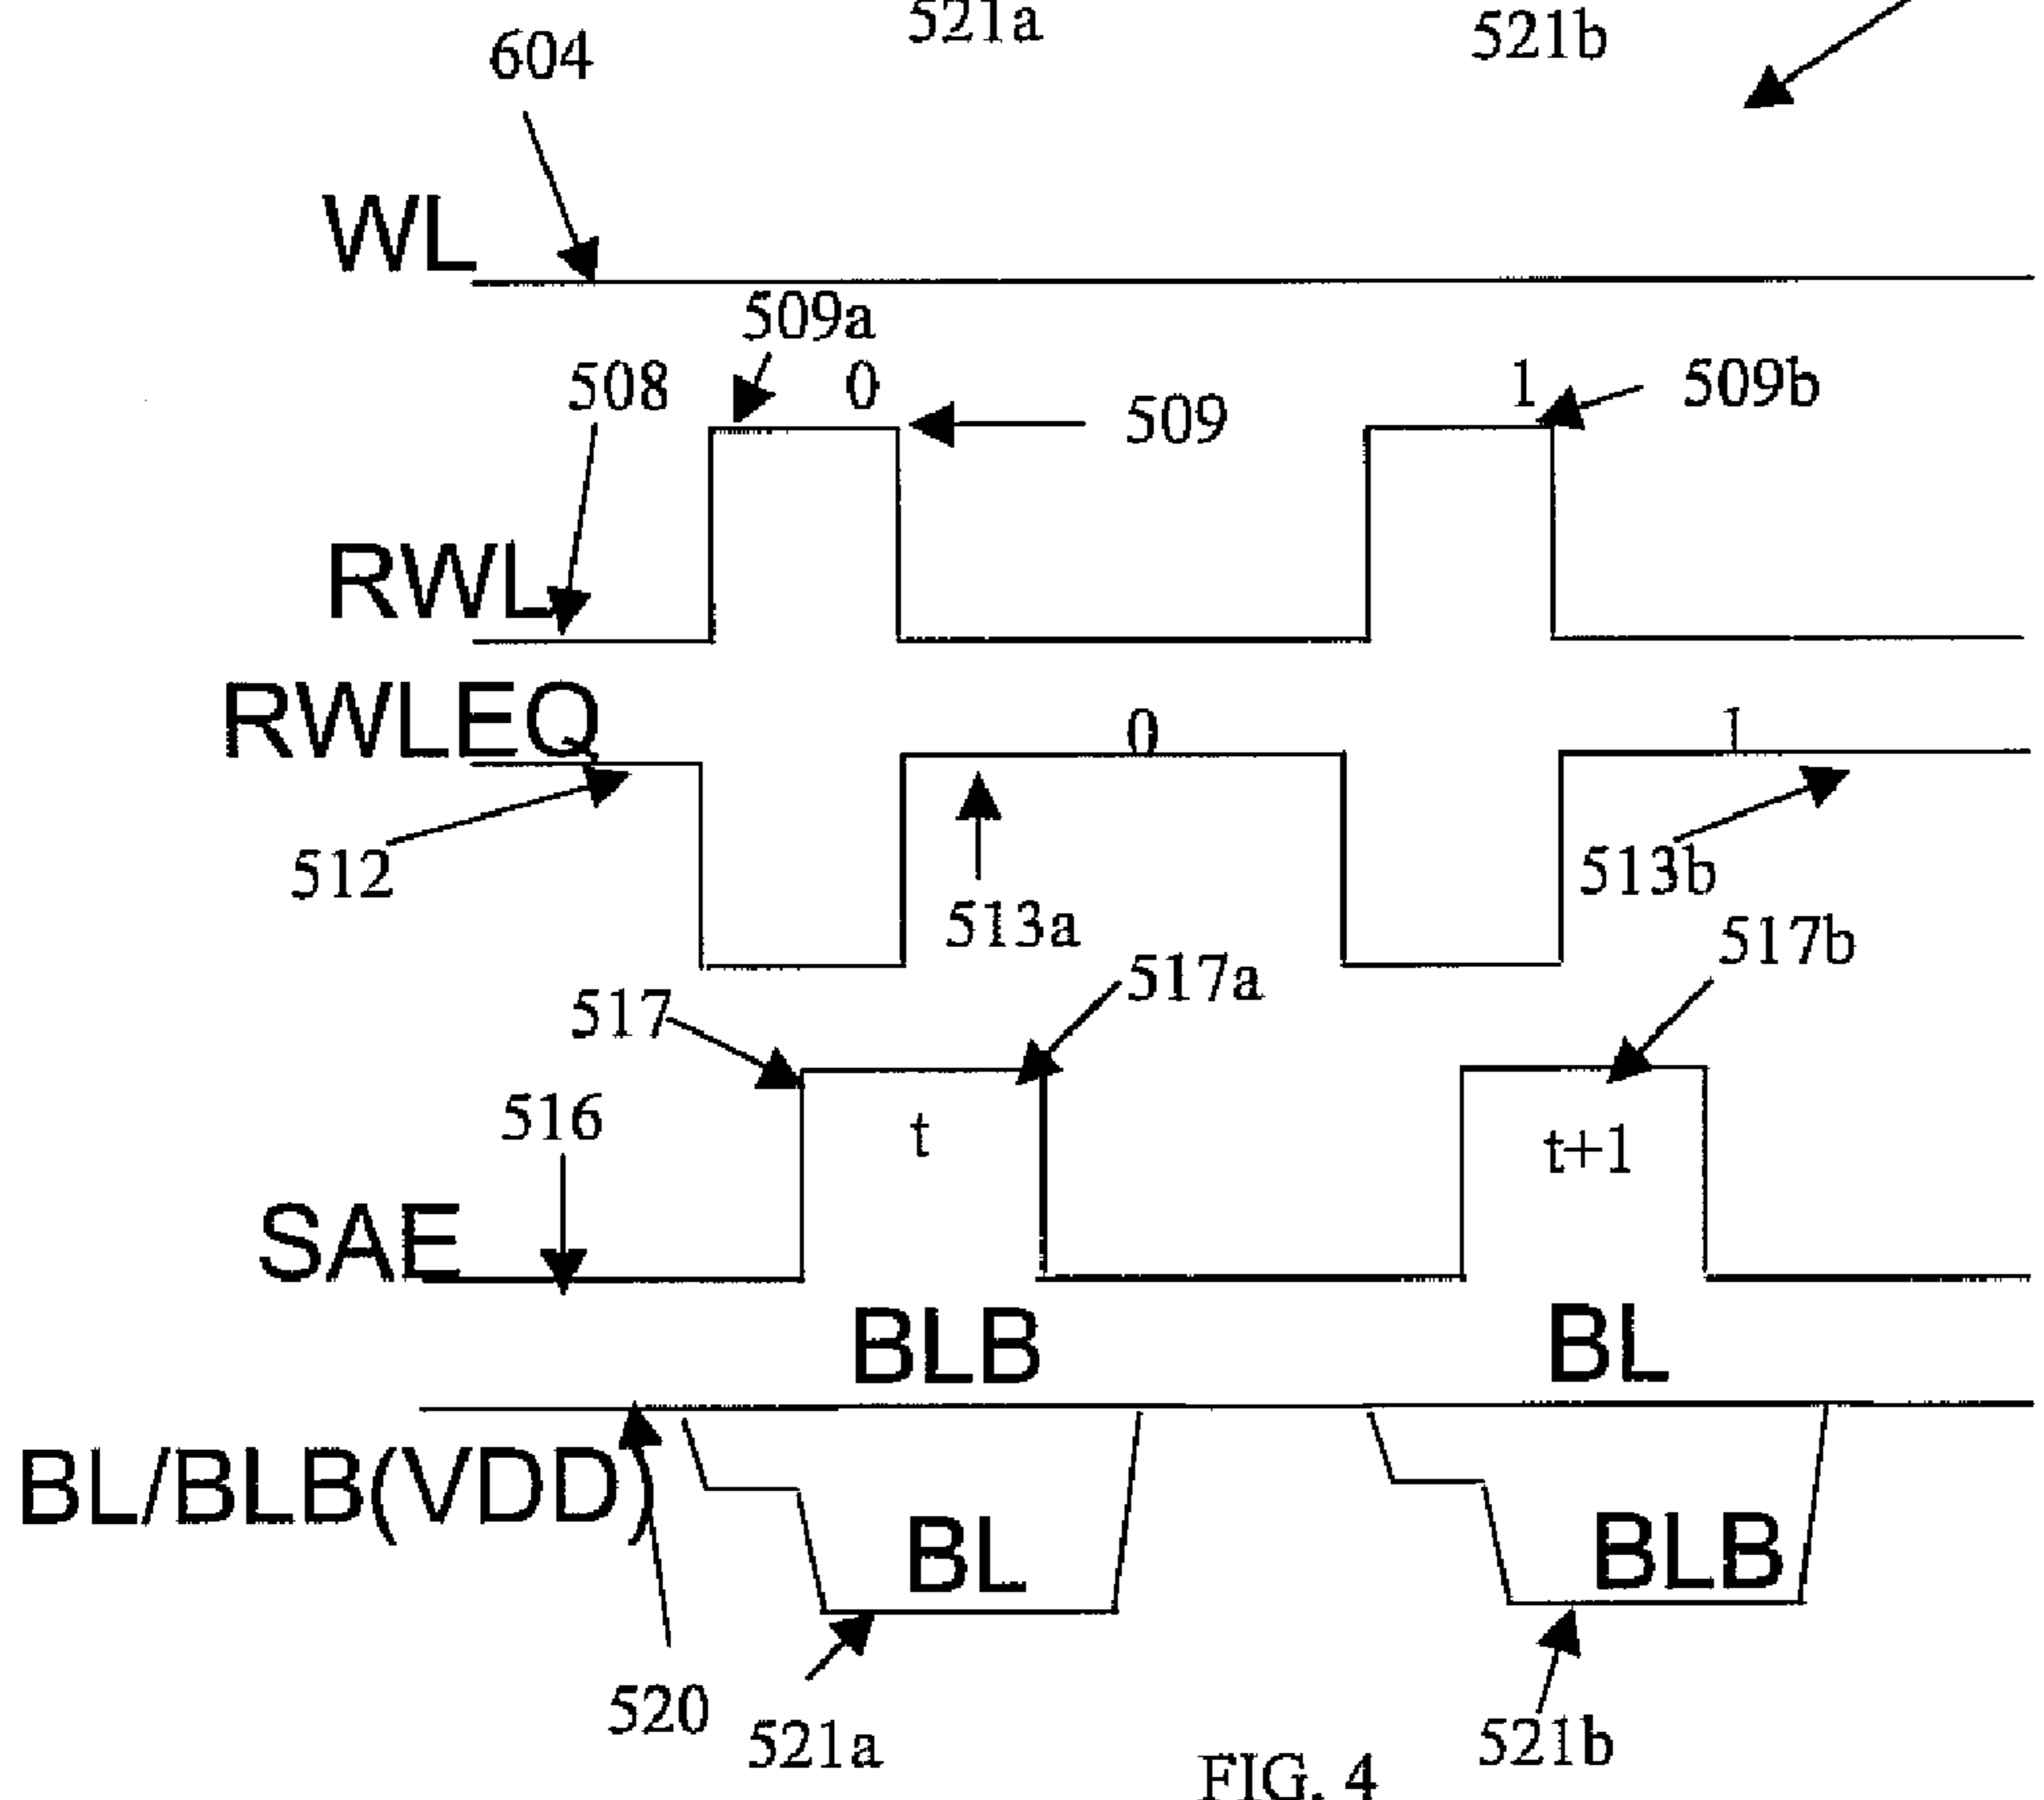 521a
521b
604
WL
509a
508
0
509
1
509b
RWL
RWLEQ
0
1
512
513a
513b
517a
517b
517
516
t
t+1
SAE
BLB
BL
BL/BLB(VDD)
BL
BLB
520
521a
521b
FIG. 4